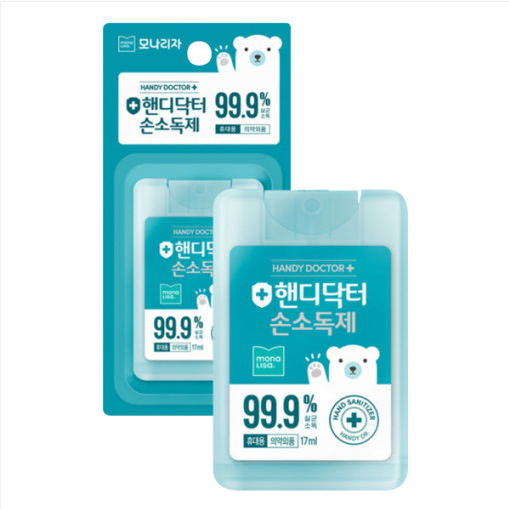 mona
LISA.
모나리자
HANDY DOCTOR+
핸디닥터
손소독제
99.9%
살균
소독
휴대용 의약외품
HANDY DOCTOR
핸디닥터
손소독제
mona
LISA.
99.9%
살균
소독
휴대용 의약외품 17ml
HANDY DOCTOR+
핸디닥터
손소독제
mona
LISA.
99.9%
살균
소독
휴대용 의약외품 17ml
HAND SANITIZER
HANDY DR.